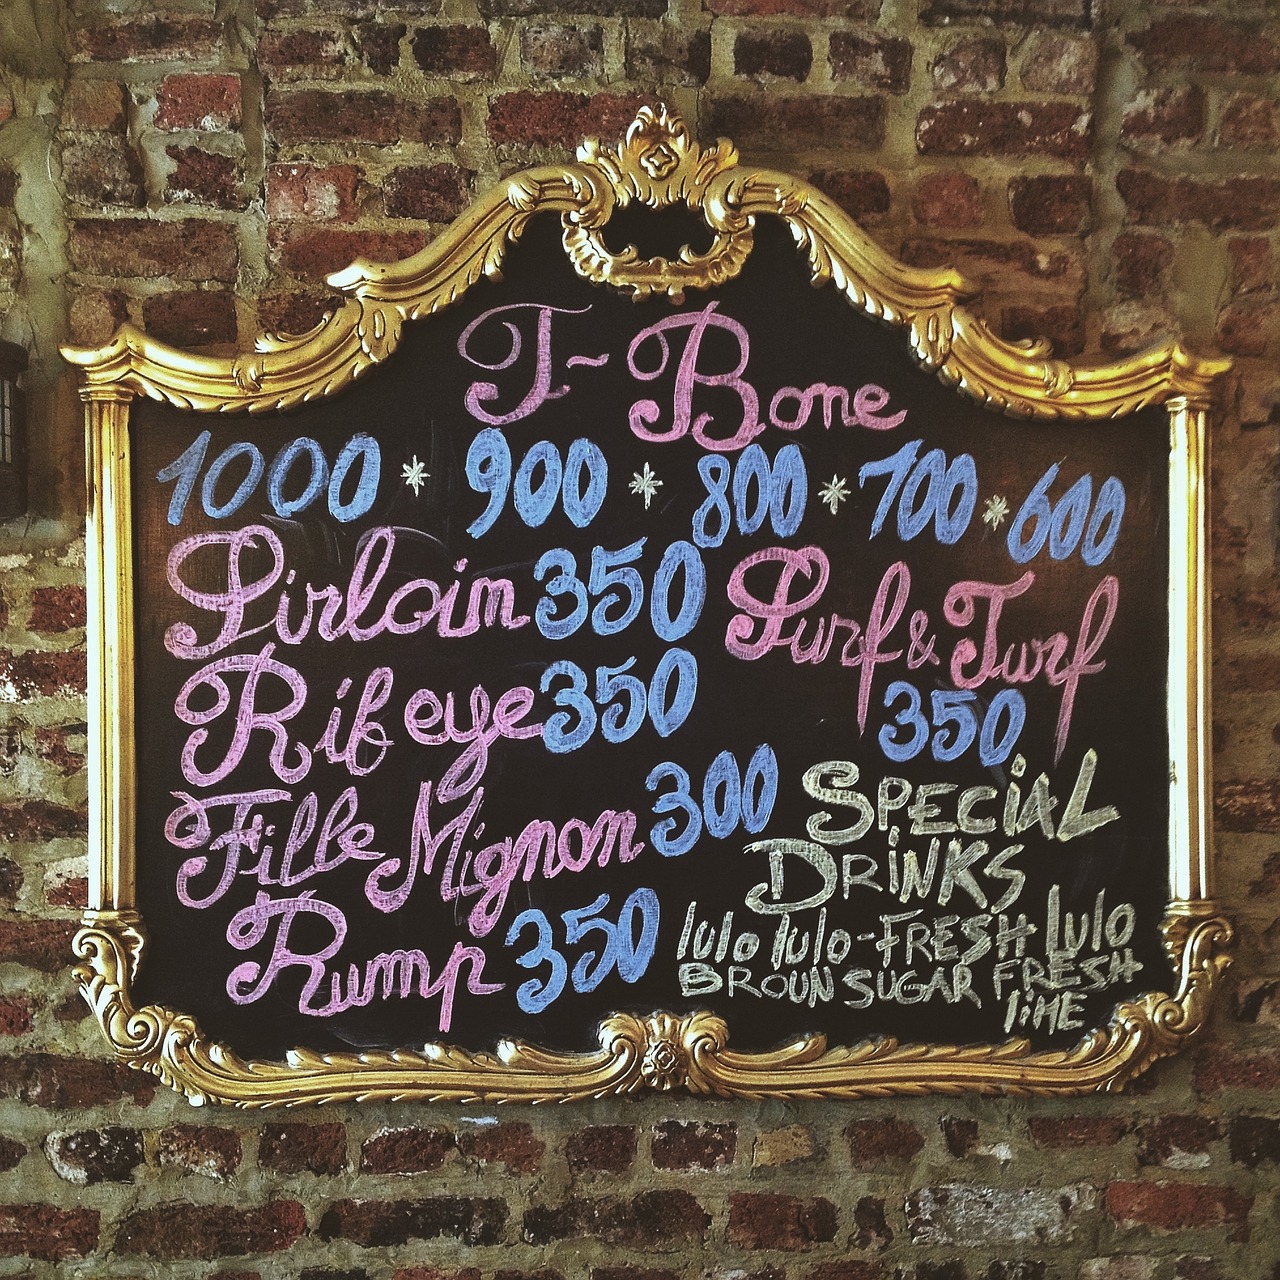 T-Bone
1000 * 900 * 800 * 700 * 600
Sirloin 350
Surf & Turf
350
Rib eye 350
Fille Mignon 300
Rump 350
SPECIAL
DRINKS
lulo lulo-FRESH lulo
BROUN SUGAR FRESH
liME